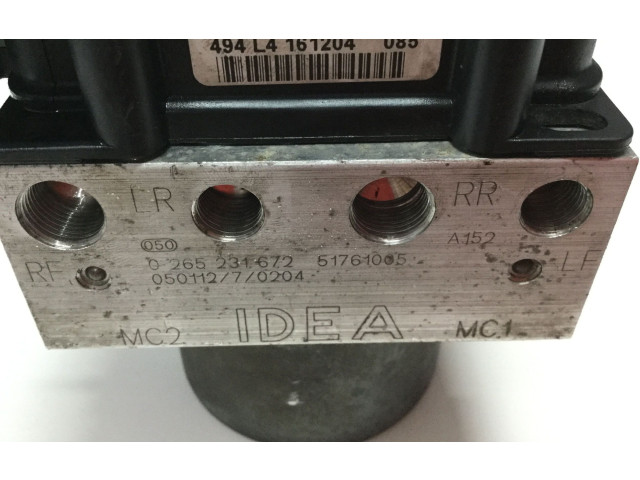 494 L4 161204 085
LR RR
050 A152
0 265 231 672 51761005
RF LF
050112/7/0204
MC2 IDEA MC1